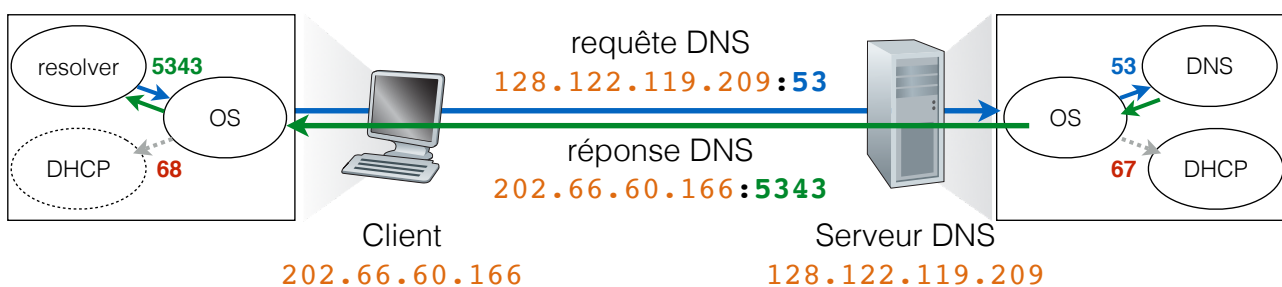 requête DNS
128.122.119.209:53
resolver
5343
OS
DHCP
68
53
DNS
OS
67
DHCP
réponse DNS
202.66.60.166:5343
Client
202.66.60.166
Serveur DNS
128.122.119.209